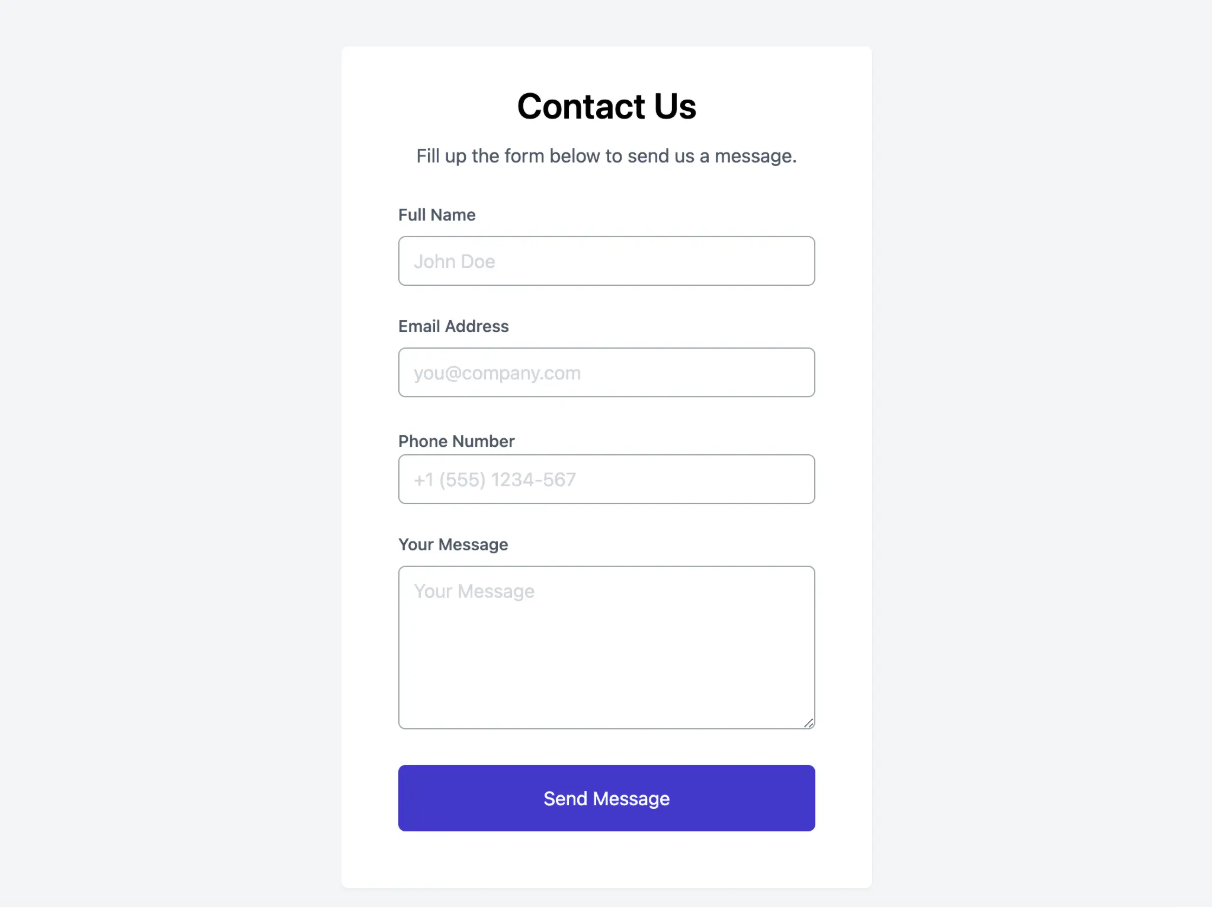 Contact Us
Fill up the form below to send us a message.
Full Name
John Doe
Email Address
you@company.com
Phone Number
+1 (555) 1234-567
Your Message
Your Message
Send Message